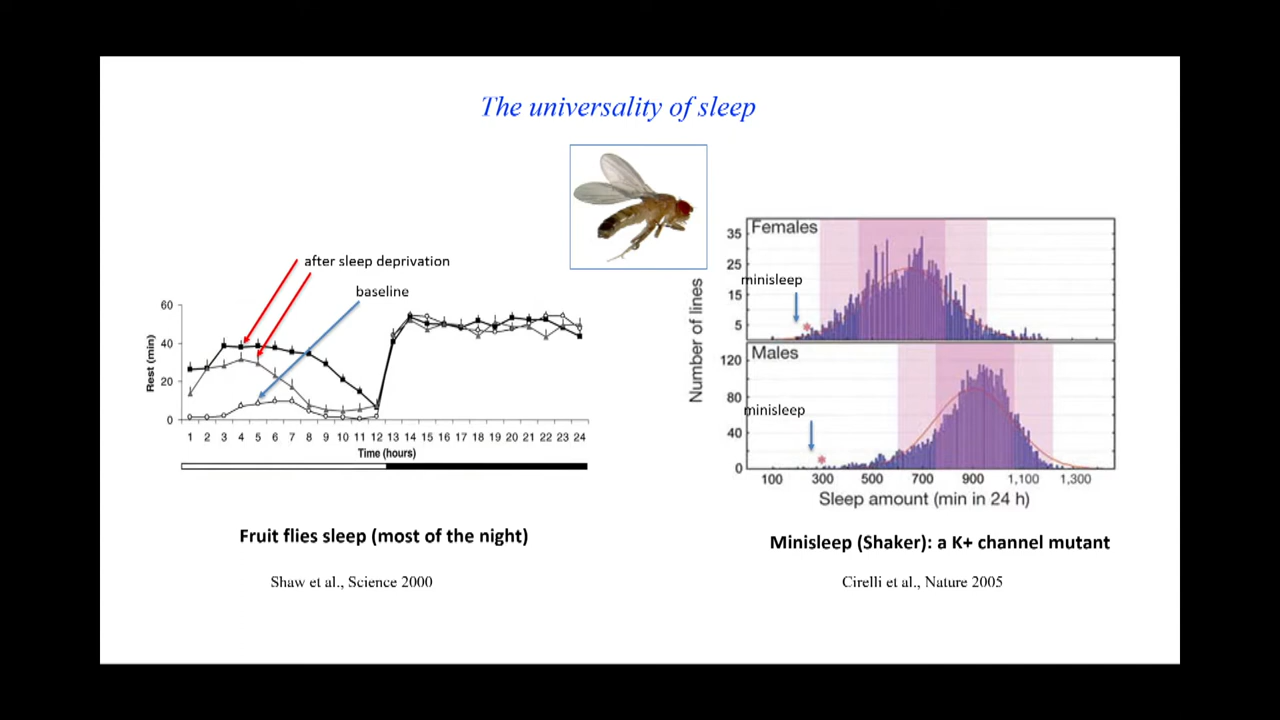 The universality of sleep
after sleep deprivation
baseline
60
40
20
0
Rest (min)
1 2 3 4 5 6 7 8 9 10 11 12 13 14 15 16 17 18 19 20 21 22 23 24
Time (hours)
Fruit flies sleep (most of the night)
Shaw et al., Science 2000
Females
35
25
15
5
minisleep
Number of lines
Males
120
80
40
0
minisleep
100 300 500 700 900 1,100 1,300
Sleep amount (min in 24 h)
Minisleep (Shaker): a K+ channel mutant
Cirelli et al., Nature 2005